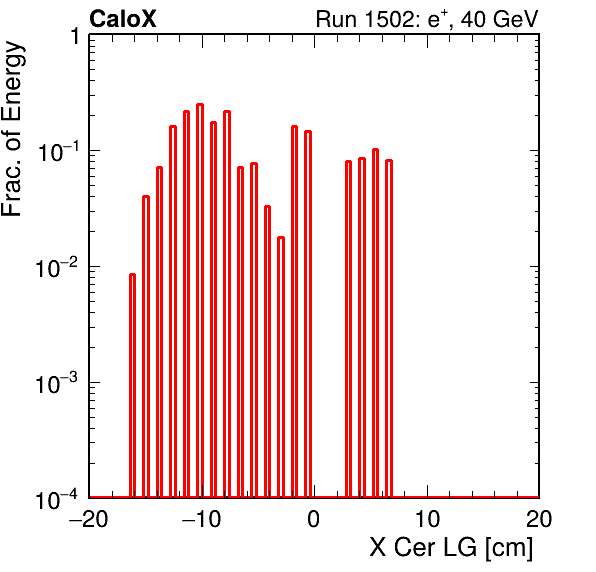 CaloX Run 1502: e⁺, 40 GeV
Frac. of Energy
1
10⁻¹
10⁻²
10⁻³
10⁻⁴
−20 −10 0 10 20
X Cer LG [cm]